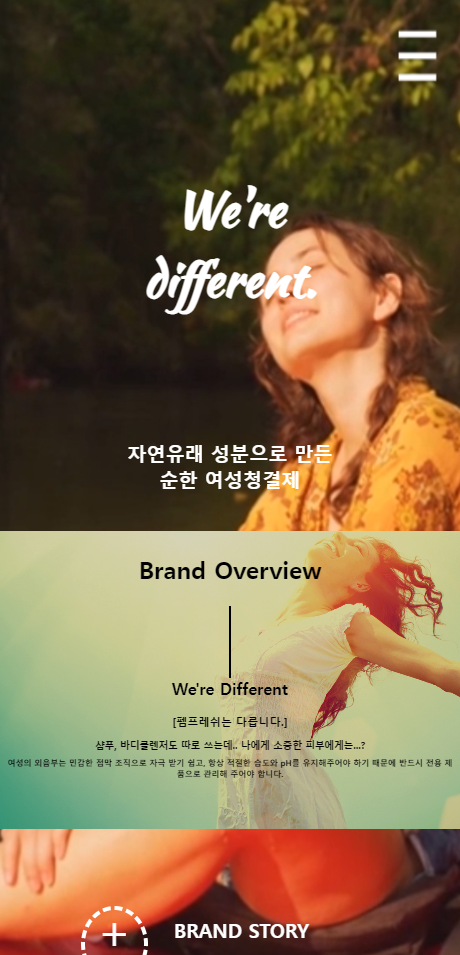 We're
different.
자연유래 성분으로 만든
순한 여성청결제
Brand Overview
We're Different
[펨프레쉬는 다릅니다.]
샴푸, 바디클렌저도 따로 쓰는데.. 나에게 소중한 피부에게는...?
여성의 외음부는 민감한 점막 조직으로 자극 받기 쉽고, 항상 적절한 습도와 pH를 유지해주어야 하기 때문에 반드시 전용 제
품으로 관리해 주어야 합니다.
BRAND STORY